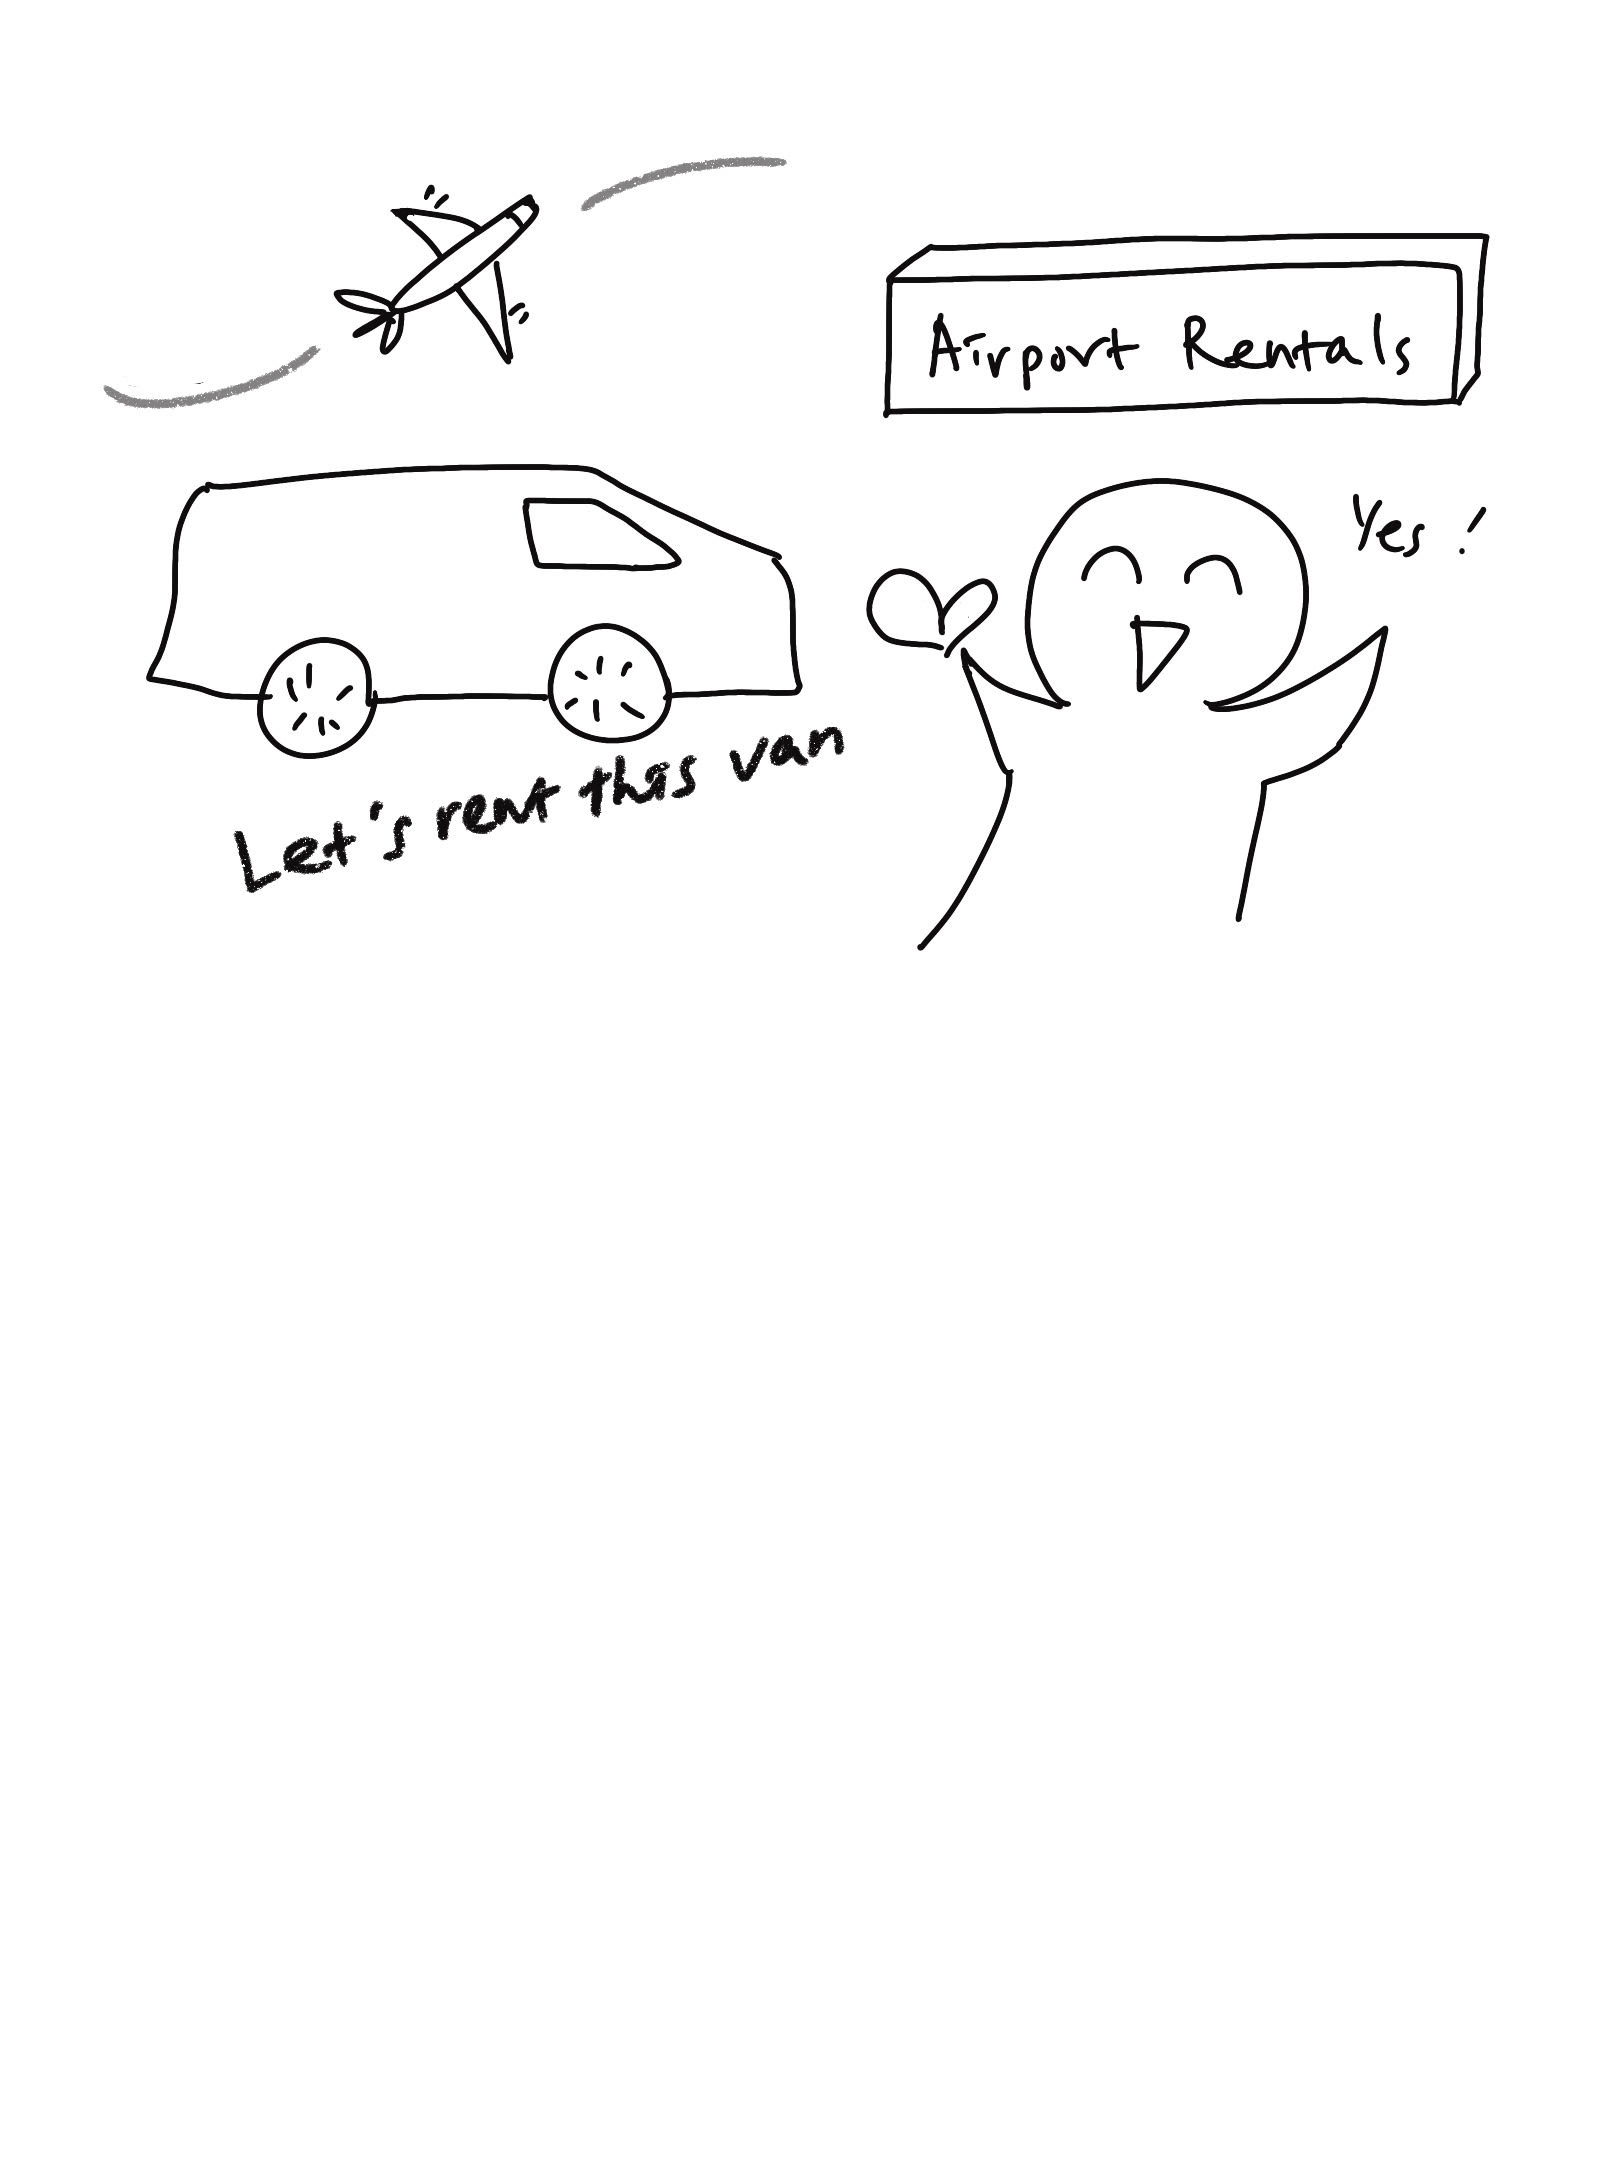 Airport Rentals
Yes!
Let's rent this van